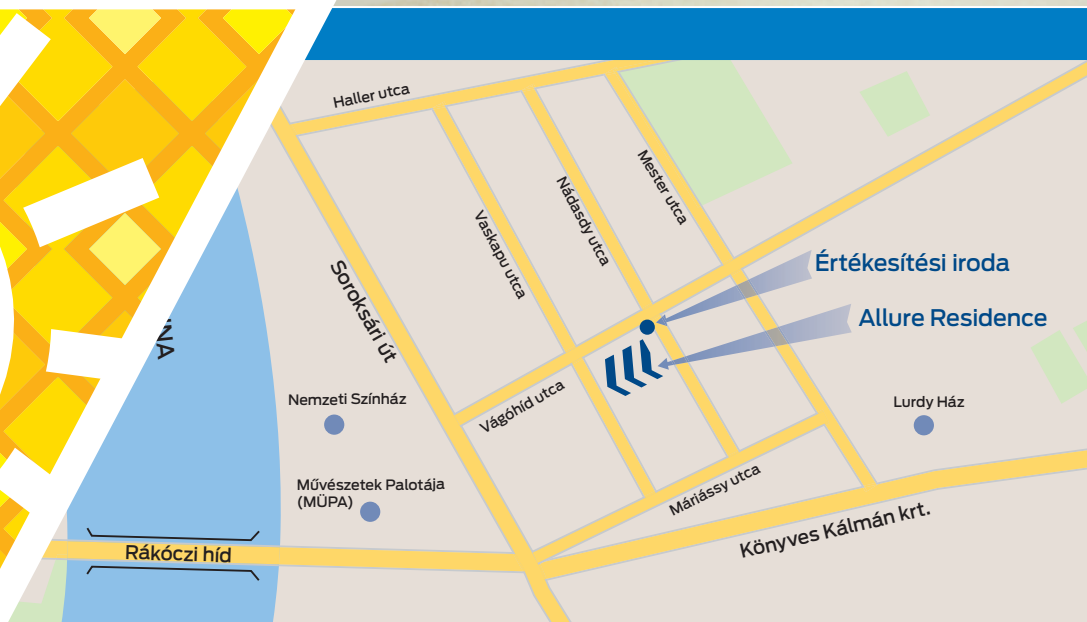 Haller utca
Mester utca
Nádasdy utca
Vaskapu utca
Értékesítési iroda
Soroksári út
Allure Residence
Nemzeti Színház
Vágóhíd utca
Lurdy Ház
Művészetek Palotája
(MÜPA)
Máriássy utca
Könyves Kálmán krt.
Rákóczi híd